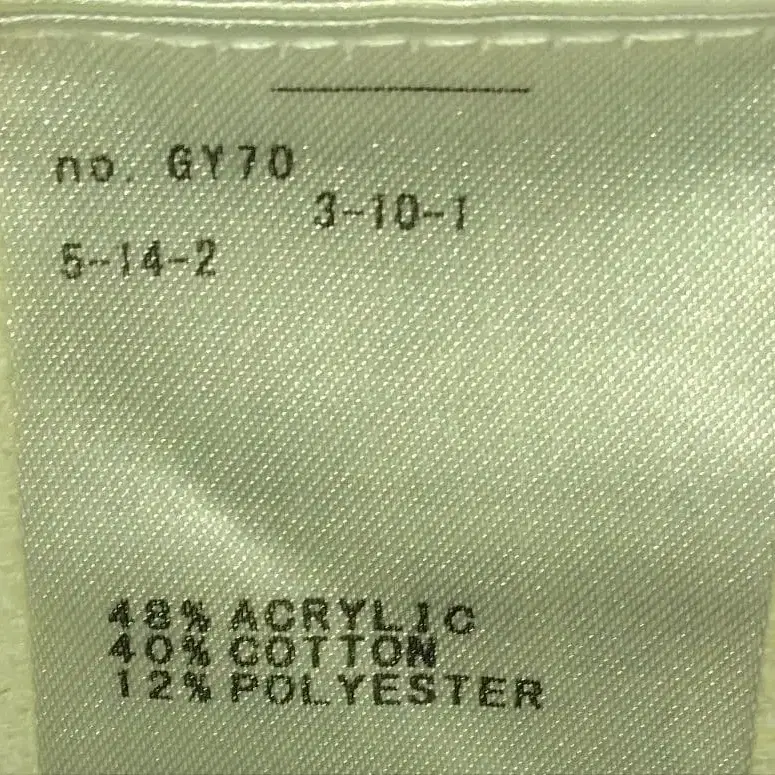 no. GY70
3-10-1
5-14-2
48% ACRYLIC
40% COTTON
12% POLYESTER